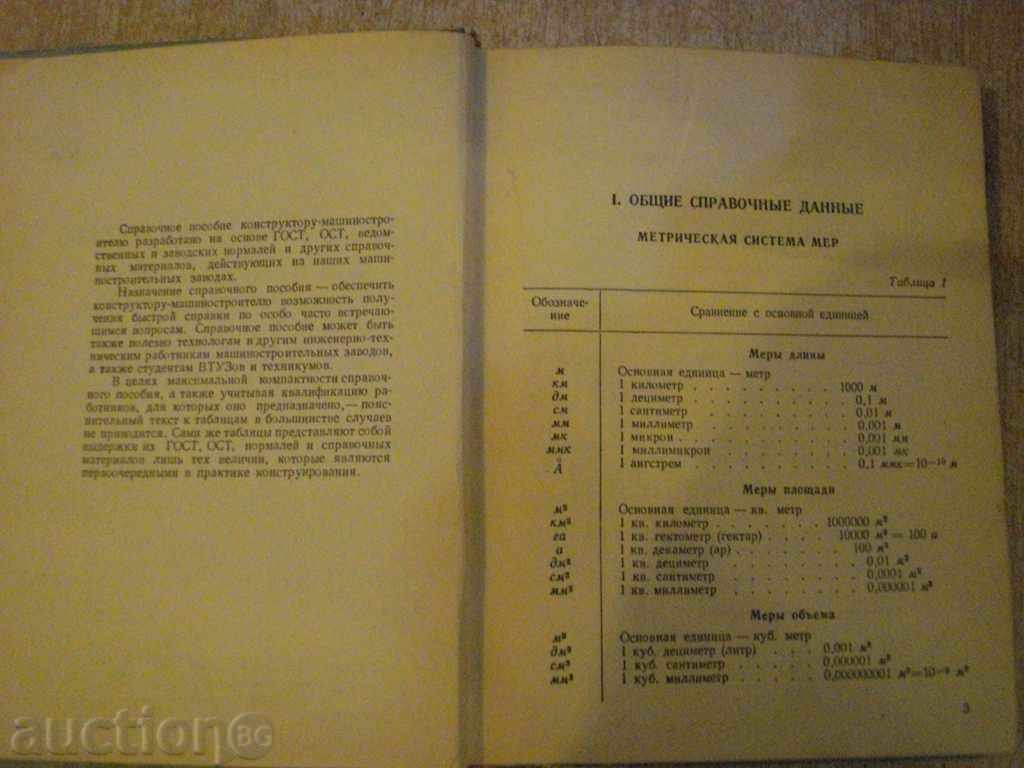 Справочное пособие конструктору-машиностро-
ителю разработано на основе ГОСТ, ОСТ, ведом-
ственных и заводских нормалей и других справоч-
ных материалов, действующих на наших маши-
ностроительных заводах.
Назначение справочного пособия — обеспечить
конструктору-машиностроителю возможность полу-
чения быстрой справки по особо часто встречаю-
щимся вопросам. Справочное пособие может быть
также полезно технологам и другим инженерно-тех-
ническим работникам машиностроительных заводов,
а также студентам ВТУЗов и техникумов.
В целях максимальной компактности справоч-
ного пособия, а также учитывая квалификацию ра-
ботников, для которых оно предназначено,— пояс-
нительный текст к таблицам в большинстве случаев
не приводится. Сами же таблицы представляют собой
выдержки из ГОСТ, ОСТ, нормалей и справочных
материалов лишь тех величин, которые являются
первоочередными в практике конструирования.
I. ОБЩИЕ СПРАВОЧНЫЕ ДАННЫЕ
МЕТРИЧЕСКАЯ СИСТЕМА МЕР
Таблица 1
Обозначе-
ние
Сравнение с основной единицей
Меры длины
м Основная единица — метр
км 1 километр . . . . . . . . . 1000 м
дм 1 дециметр . . . . . . . . . 0,1 м
см 1 сантиметр . . . . . . . . 0,01 м
мм 1 миллиметр . . . . . . . . 0,001 м
мк 1 микрон . . . . . . . . . . 0,001 мм
ммк 1 миллимикрон . . . . . . . 0,001 мк
Å 1 ангстрем . . . . . . . . . 0,1 ммк=10—10 м
Меры площади
м² Основная единица — кв. метр
км² 1 кв. километр . . . . . . . 1000000 м²
га 1 кв. гектометр (гектар) . . . . 10000 м² = 100 а
а 1 кв. декаметр (ар) . . . . . . . 100 м²
дм² 1 кв. дециметр . . . . . . . 0,01 м²
см² 1 кв. сантиметр . . . . . . . 0,0001 м²
мм² 1 кв. миллиметр . . . . . . . 0,000001 м²
Меры объема
м³ Основная единица — куб. метр
дм³ 1 куб. дециметр (литр) . . . 0,001 м³
см³ 1 куб. сантиметр . . . . . 0,000001 м³
мм³ 1 куб. миллиметр . . . . . 0,000000001 м³=10—9 м³
3
auction BG